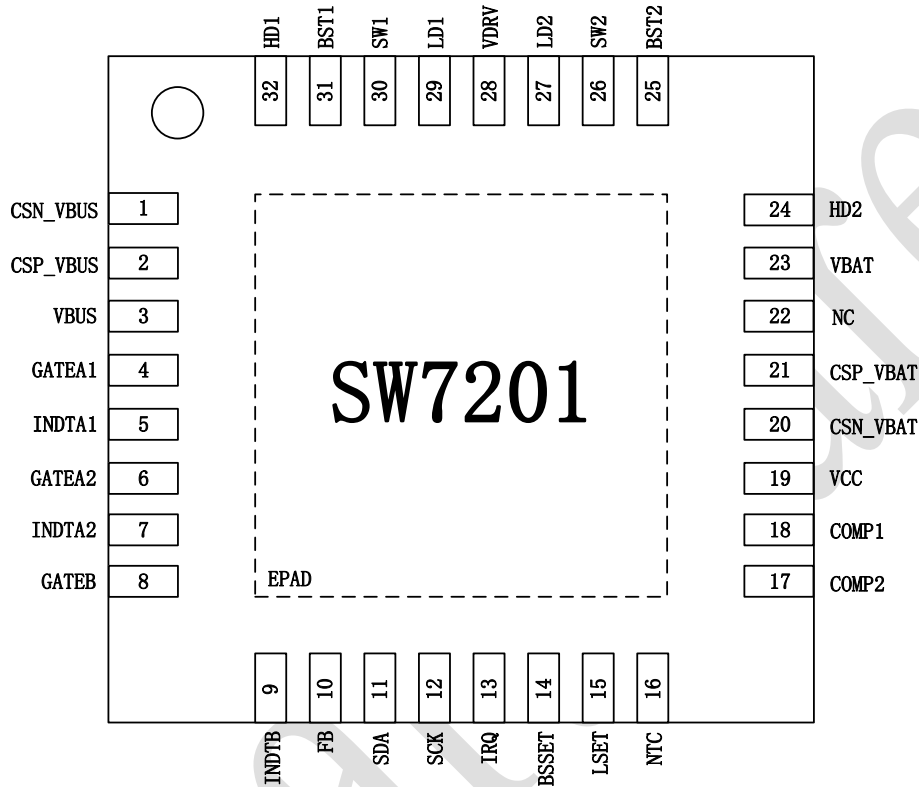 HD1 BST1 SW1 LD1 VDRV LD2 SW2 BST2
32 31 30 29 28 27 26 25
CSN_VBUS 1 24 HD2
CSP_VBUS 2 23 VBAT
VBUS 3 22 NC
GATEA1 4 21 CSP_VBAT
SW7201
INDTA1 5 20 CSN_VBAT
GATEA2 6 19 VCC
INDTA2 7 18 COMP1
GATEB 8 EPAD 17 COMP2
9 10 11 12 13 14 15 16
INDTB FB SDA SCK IRQ BSSET LSET NTC